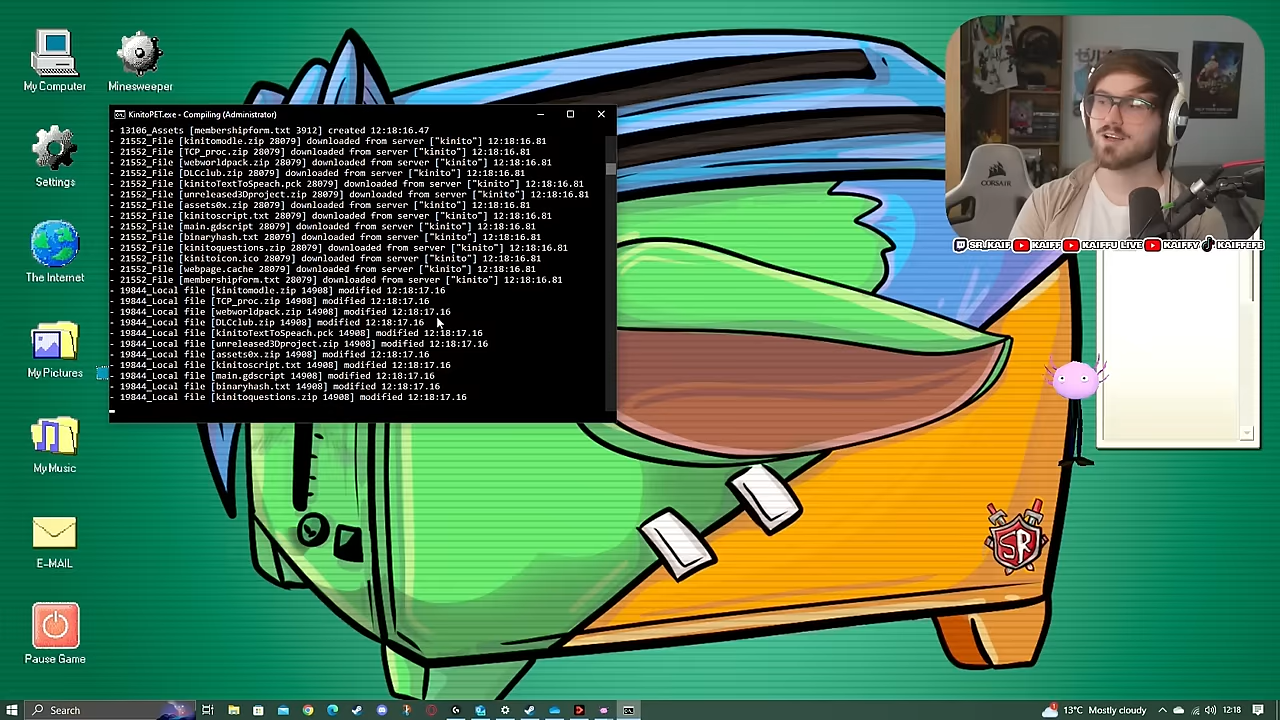 My Computer
Minesweeper
Settings
The Internet
My Pictures
My Music
E-MAIL
Pause Game
KinitoPET.exe - Compiling (Administrator)
- 13106_Assets [membershipform.txt 3912] created 12:18:16.47
- 21552_File [kinitomodle.zip 28079] downloaded from server ["kinito"] 12:18:16.81
- 21552_File [TCP_proc.zip 28079] downloaded from server ["kinito"] 12:18:16.81
- 21552_File [webworldpack.zip 28079] downloaded from server ["kinito"] 12:18:16.81
- 21552_File [DLCclub.zip 28079] downloaded from server ["kinito"] 12:18:16.81
- 21552_File [kinitoTextToSpeach.pck 28079] downloaded from server ["kinito"] 12:18:16.81
- 21552_File [unreleased3Dproject.zip 28079] downloaded from server ["kinito"] 12:18:16.81
- 21552_File [assets0x.zip 28079] downloaded from server ["kinito"] 12:18:16.81
- 21552_File [kinitoscript.txt 28079] downloaded from server ["kinito"] 12:18:16.81
- 21552_File [main.gdscript 28079] downloaded from server ["kinito"] 12:18:16.81
- 21552_File [binaryhash.txt 28079] downloaded from server ["kinito"] 12:18:16.81
- 21552_File [kinitoquestions.zip 28079] downloaded from server ["kinito"] 12:18:16.81
- 21552_File [kinitoicon.ico 28079] downloaded from server ["kinito"] 12:18:16.81
- 21552_File [webpage.cache 28079] downloaded from server ["kinito"] 12:18:16.81
- 21552_File [membershipform.txt 28079] downloaded from server ["kinito"] 12:18:16.81
- 19844_Local file [kinitomodle.zip 14908] modified 12:18:17.16
- 19844_Local file [TCP_proc.zip 14908] modified 12:18:17.16
- 19844_Local file [webworldpack.zip 14908] modified 12:18:17.16
- 19844_Local file [DLCclub.zip 14908] modified 12:18:17.16
- 19844_Local file [kinitoTextToSpeach.pck 14908] modified 12:18:17.16
- 19844_Local file [unreleased3Dproject.zip 14908] modified 12:18:17.16
- 19844_Local file [assets0x.zip 14908] modified 12:18:17.16
- 19844_Local file [kinitoscript.txt 14908] modified 12:18:17.16
- 19844_Local file [main.gdscript 14908] modified 12:18:17.16
- 19844_Local file [binaryhash.txt 14908] modified 12:18:17.16
- 19844_Local file [kinitoquestions.zip 14908] modified 12:18:17.16
CORSAIR
SR_KAIF KAIFF KAIFFU LIVE KAIFFY KAIFFEFE
SR
Search
13°C Mostly cloudy
12:18